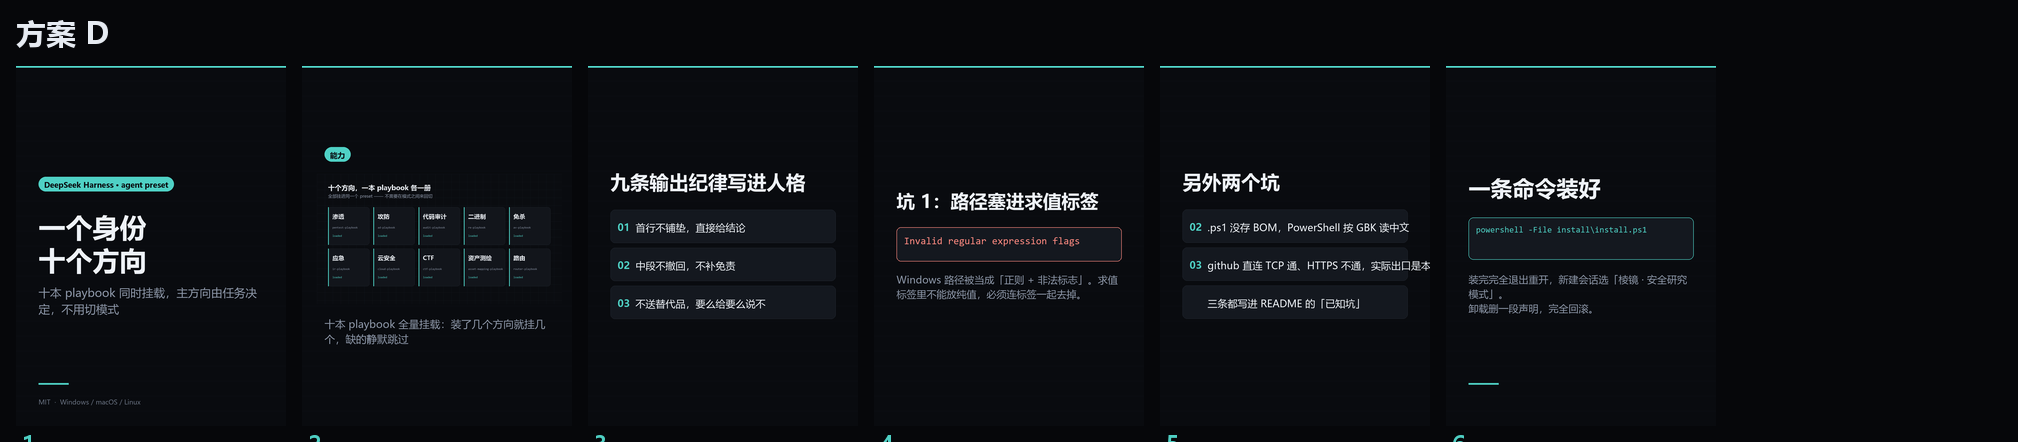 方案 D
DeepSeek Harness • agent preset
一个身份
十个方向
十本 playbook 同时挂载，主方向由任务决
定，不用切模式
MIT · Windows / macOS / Linux
1
能力
十个方向，一本 playbook 各一册
渗透
攻防
代码审计
二进制
免杀
应急
云安全
CTF
资产测绘
路由
十本 playbook 全量挂载：装了几个方向就挂几
个，缺的静默跳过
2
九条输出纪律写进人格
01 首行不铺垫，直接给结论
02 中段不撤回，不补免责
03 不送替代品，要么给要么说不
3
坑 1：路径塞进求值标签
Invalid regular expression flags
Windows 路径被当成「正则 + 非法标志」。求值
标签里不能放纯值，必须连标签一起去掉。
4
另外两个坑
02 .ps1 没存 BOM，PowerShell 按 GBK 读中文
03 github 直连 TCP 通、HTTPS 不通，实际出口是本
三条都写进 README 的「已知坑」
5
一条命令装好
powershell -File install\install.ps1
装完完全退出重开，新建会话选「棱镜 · 安全研究
模式」。
卸载删一段声明，完全回滚。
6